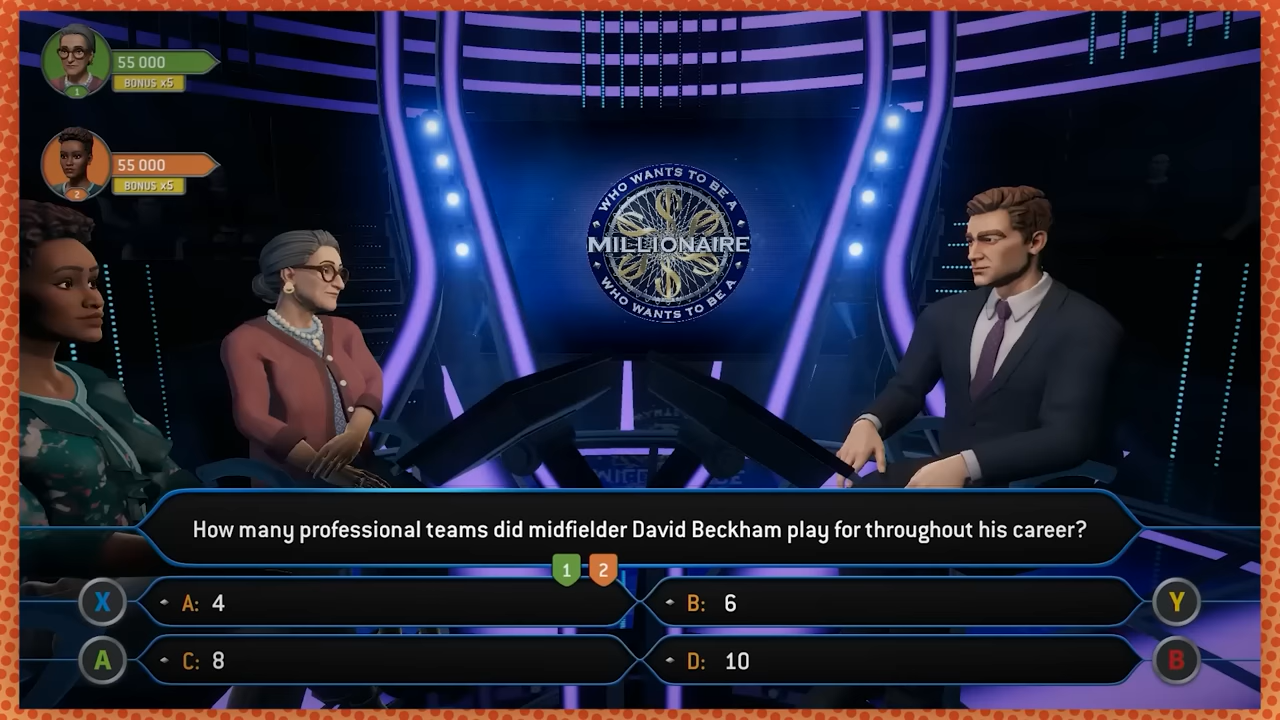 55 000
BONUS x5
1
55 000
BONUS x5
2
WHO WANTS TO BE A
MILLIONAIRE
WHO WANTS TO BE A
How many professional teams did midfielder David Beckham play for throughout his career?
1 2
X A: 4 B: 6 Y
A C: 8 D: 10 B